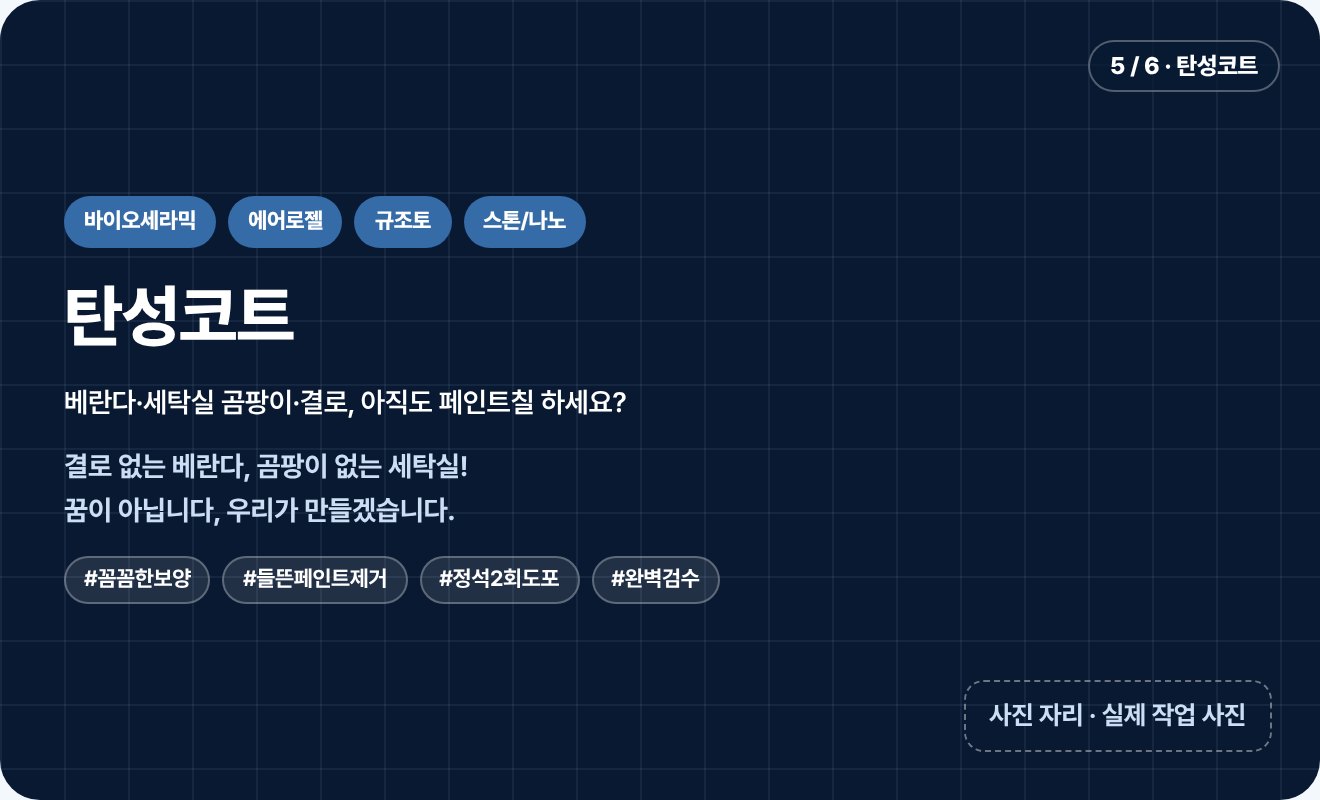 5 / 6 · 탄성코트
바이오세라믹 에어로젤 규조토 스톤/나노
탄성코트
베란다·세탁실 곰팡이·결로, 아직도 페인트칠 하세요?
결로 없는 베란다, 곰팡이 없는 세탁실!
꿈이 아닙니다, 우리가 만들겠습니다.
#꼼꼼한보양 #들뜬페인트제거 #정석2회도포 #완벽검수
사진 자리 · 실제 작업 사진